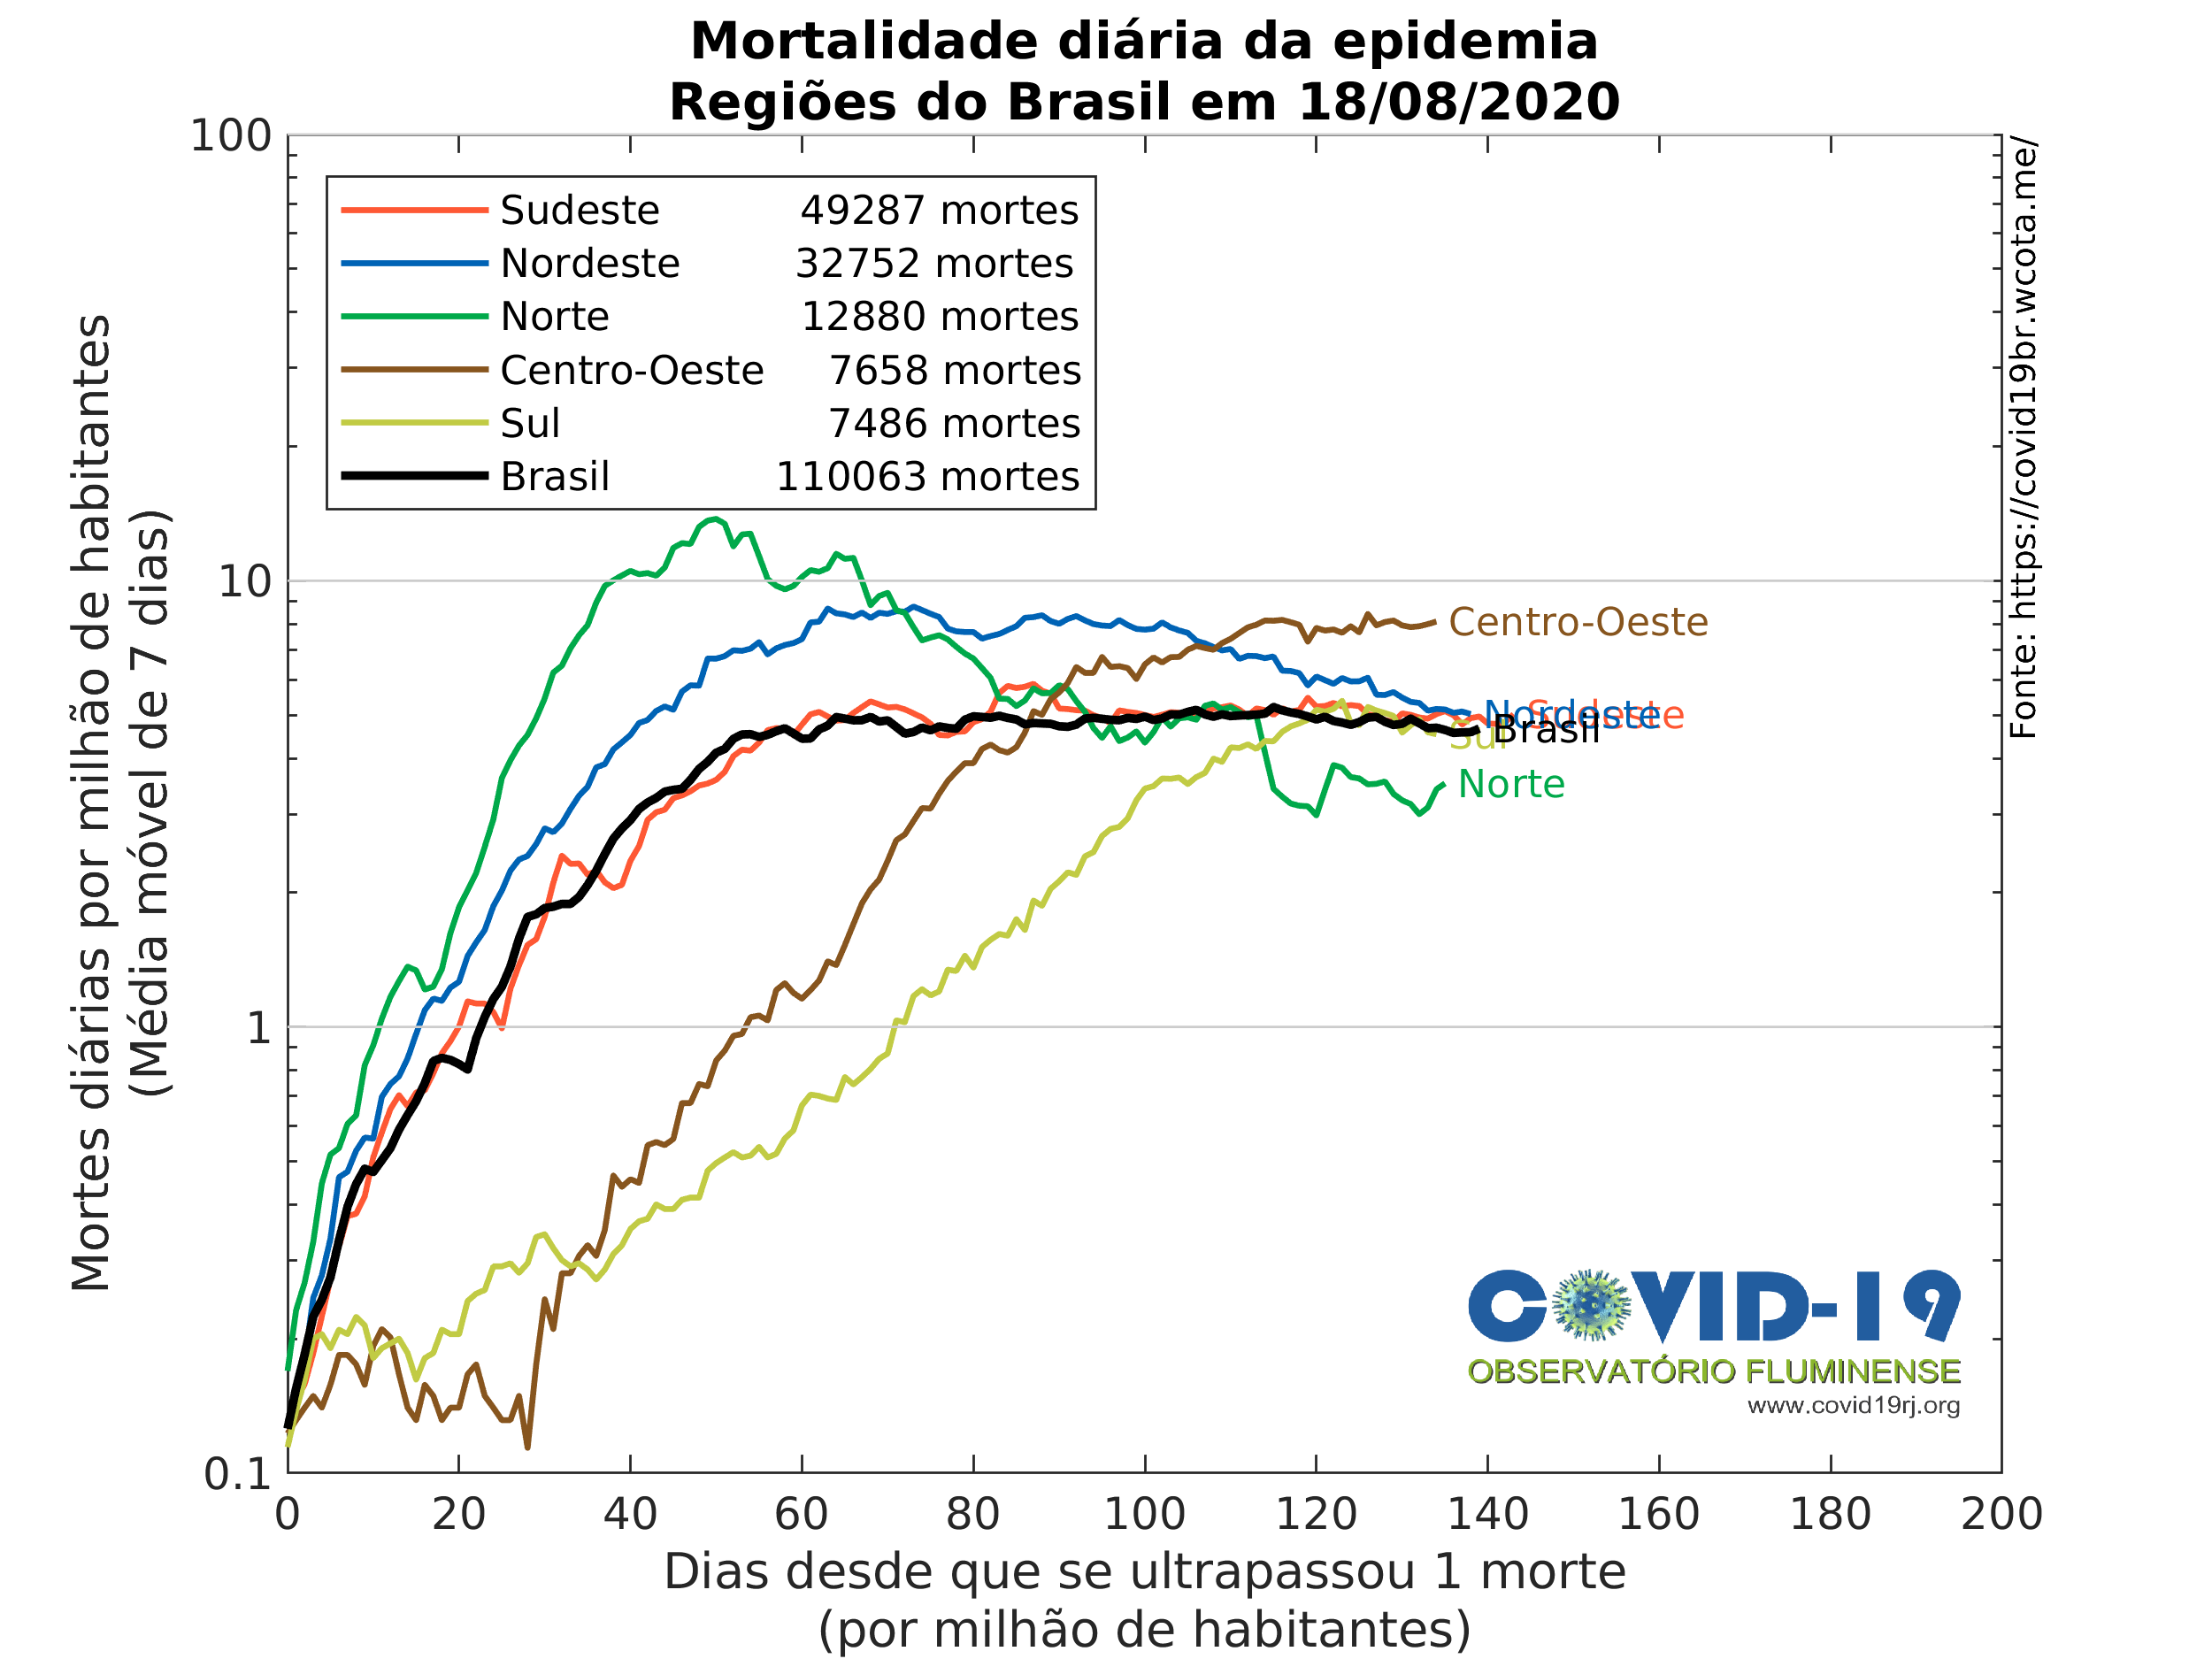 Mortalidade diária da epidemia
Regiões do Brasil em 18/08/2020
Mortes diárias por milhão de habitantes
(Média móvel de 7 dias)
100
10
1
0.1
Sudeste 49287 mortes
Nordeste 32752 mortes
Norte 12880 mortes
Centro-Oeste 7658 mortes
Sul 7486 mortes
Brasil 110063 mortes
Centro-Oeste
Sudeste
Nordeste
Brasil
Sul
Norte
Fonte: https://covid19br.wcota.me/
COVID-19
OBSERVATÓRIO FLUMINENSE
www.covid19rj.org
0 20 40 60 80 100 120 140 160 180 200
Dias desde que se ultrapassou 1 morte
(por milhão de habitantes)